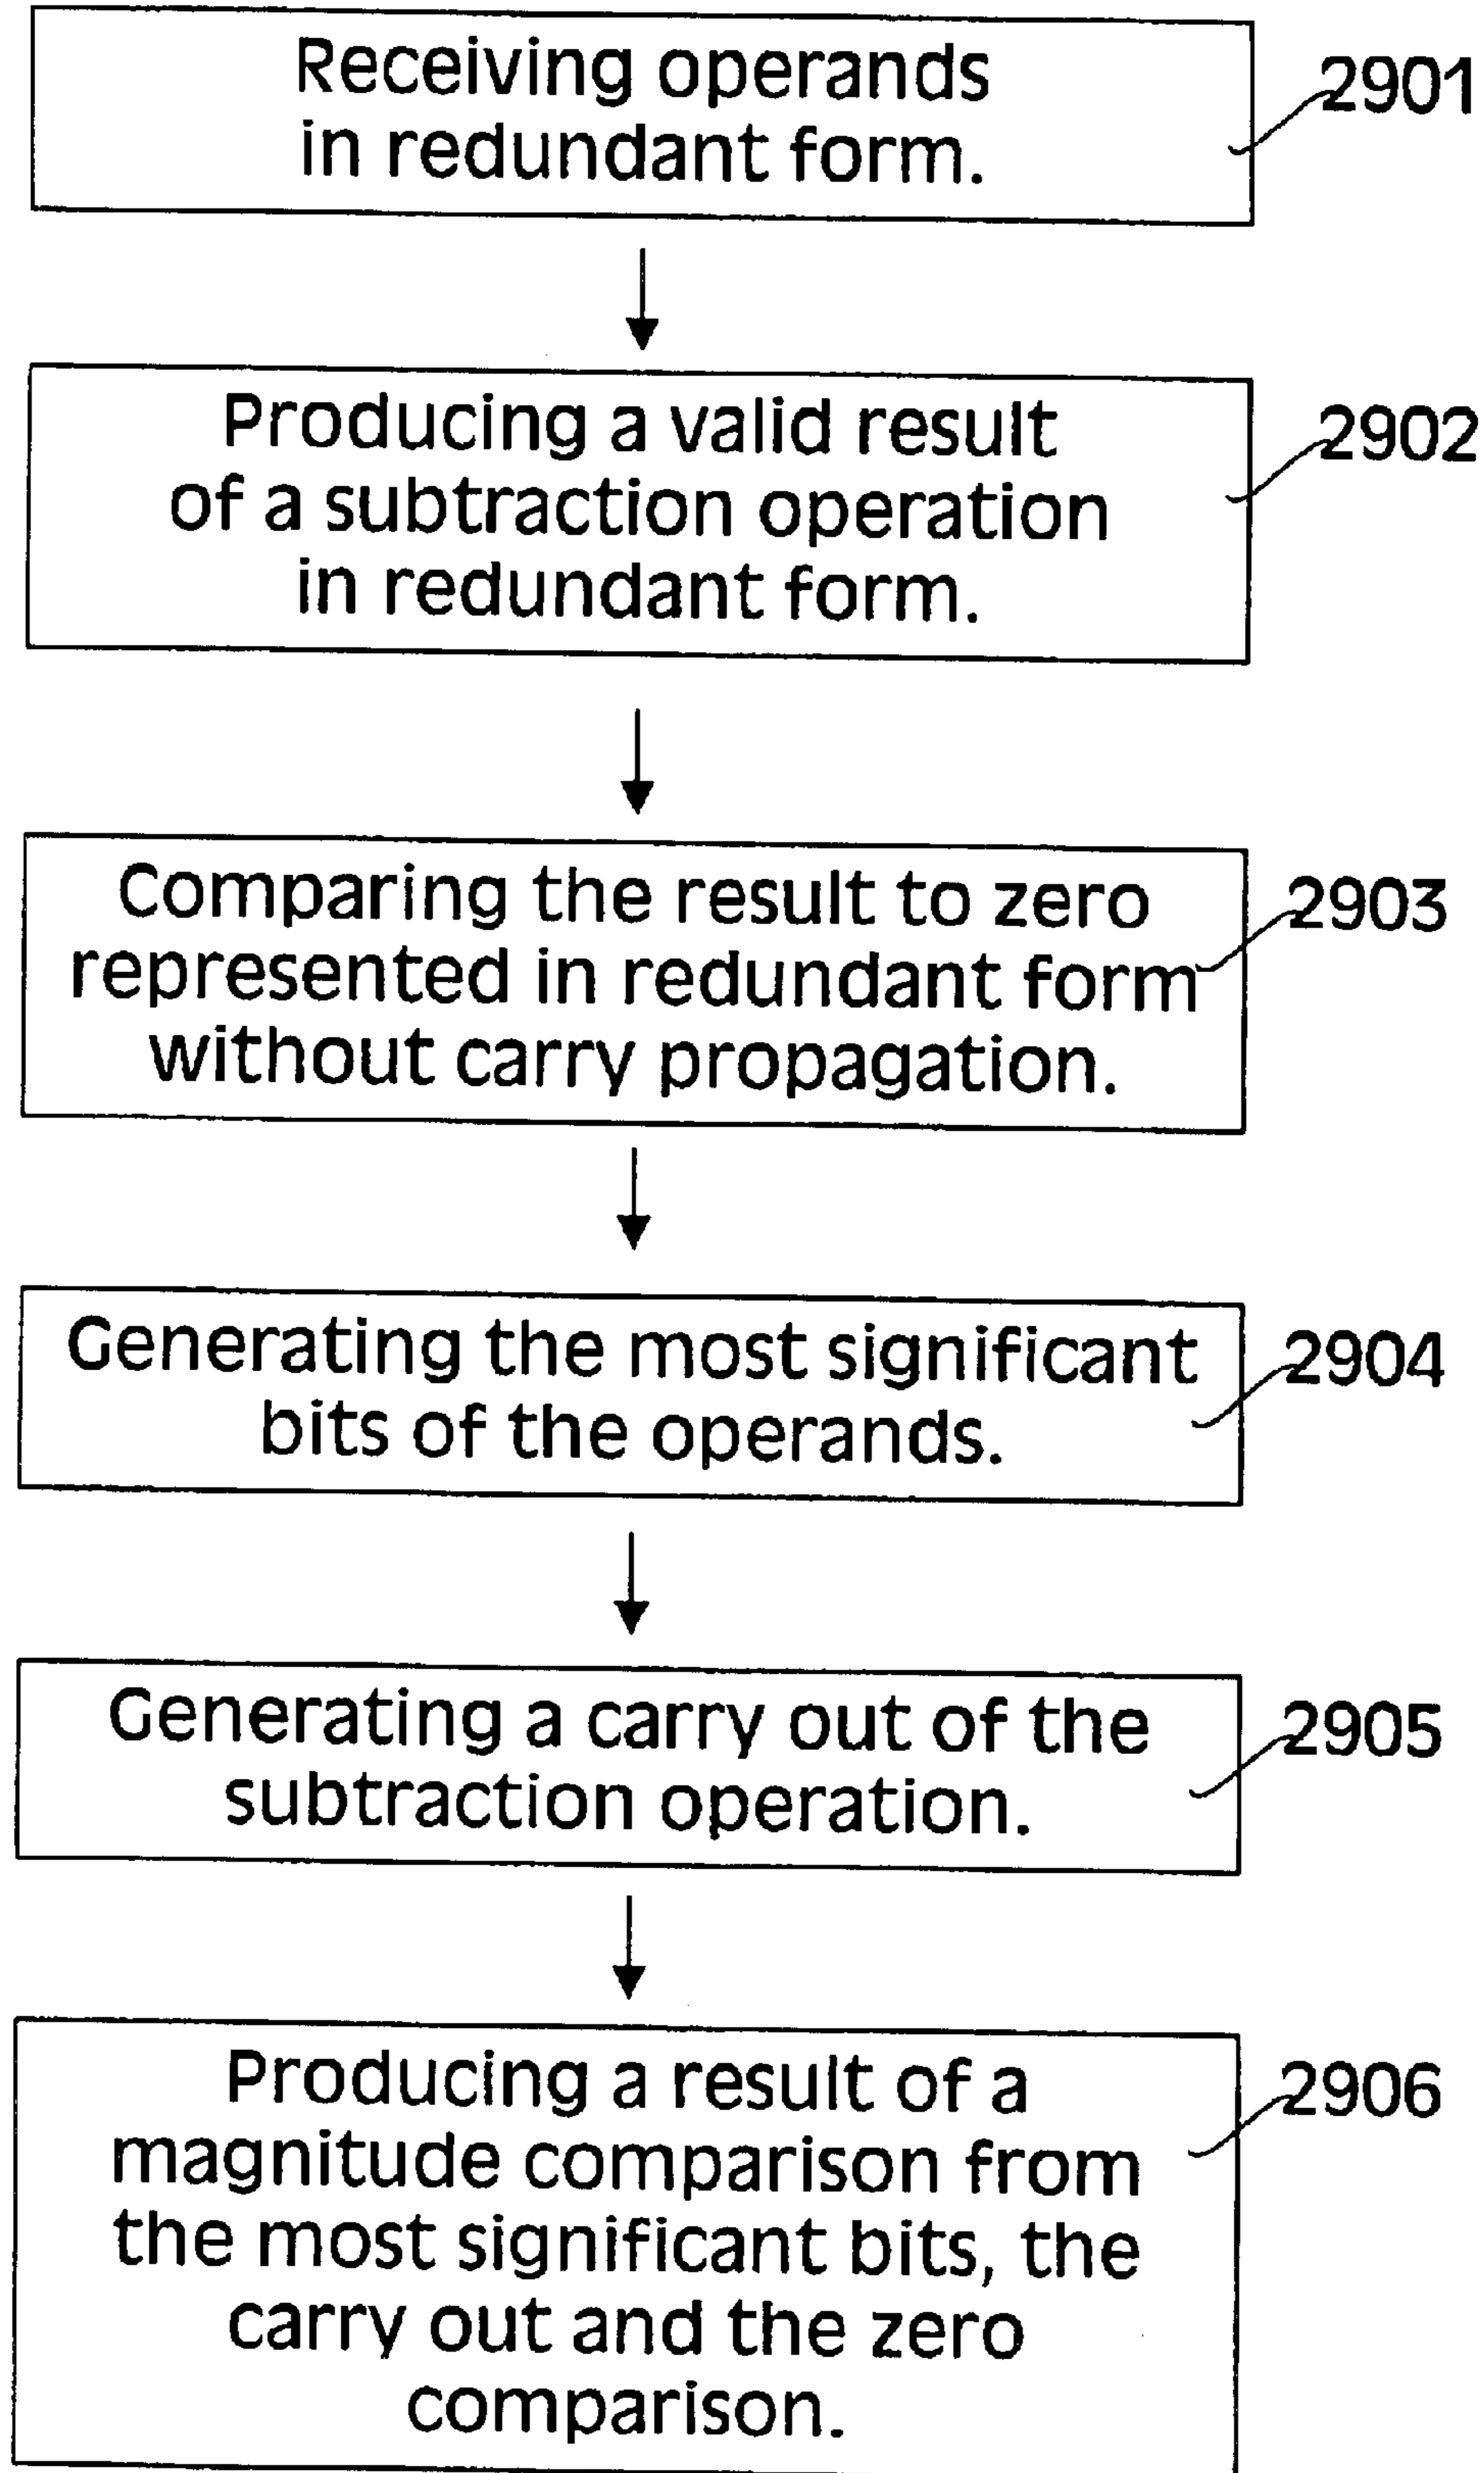 Receiving operands
in redundant form.
2901
Producing a valid result
of a subtraction operation
in redundant form.
2902
Comparing the result to zero
represented in redundant form
without carry propagation.
2903
Generating the most significant
bits of the operands.
2904
Generating a carry out of the
subtraction operation.
2905
Producing a result of a
magnitude comparison from
the most significant bits, the
carry out and the zero
comparison.
2906